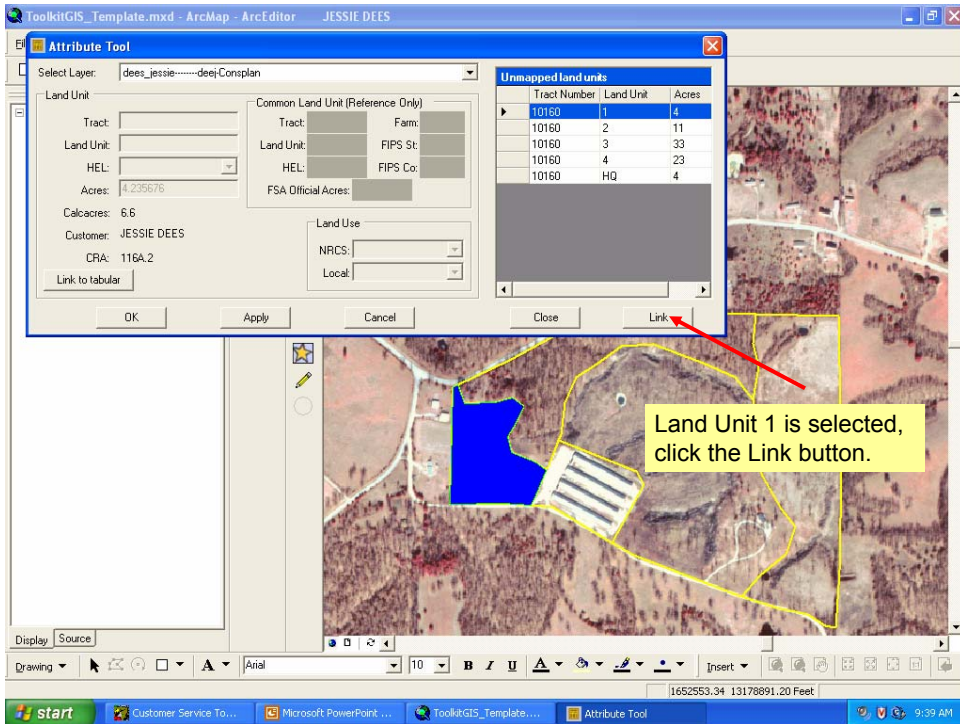 ToolkitGIS_Template.mxd - ArcMap - ArcEditor JESSIE DEES
Attribute Tool
Select Layer: dees_jessie--------deej-Consplan
Land Unit
Tract:
Land Unit:
HEL:
Acres: 4.235676
Calcacres: 6.6
Customer: JESSIE DEES
CRA: 116A.2
Link to tabular
Common Land Unit (Reference Only)
Tract: Farm:
Land Unit: FIPS St:
HEL: FIPS Co:
FSA Official Acres:
Land Use
NRCS:
Local:
OK Apply Cancel
Unmapped land units
Tract Number Land Unit Acres
10160 1 4
10160 2 11
10160 3 33
10160 4 23
10160 HQ 4
Close Link
Land Unit 1 is selected,
click the Link button.
Display Source
Drawing A Arial 10 B I U A Insert
1652553.34 13178891.20 Feet
start Customer Service To... Microsoft PowerPoint ... ToolkitGIS_Template.... Attribute Tool 9:39 AM